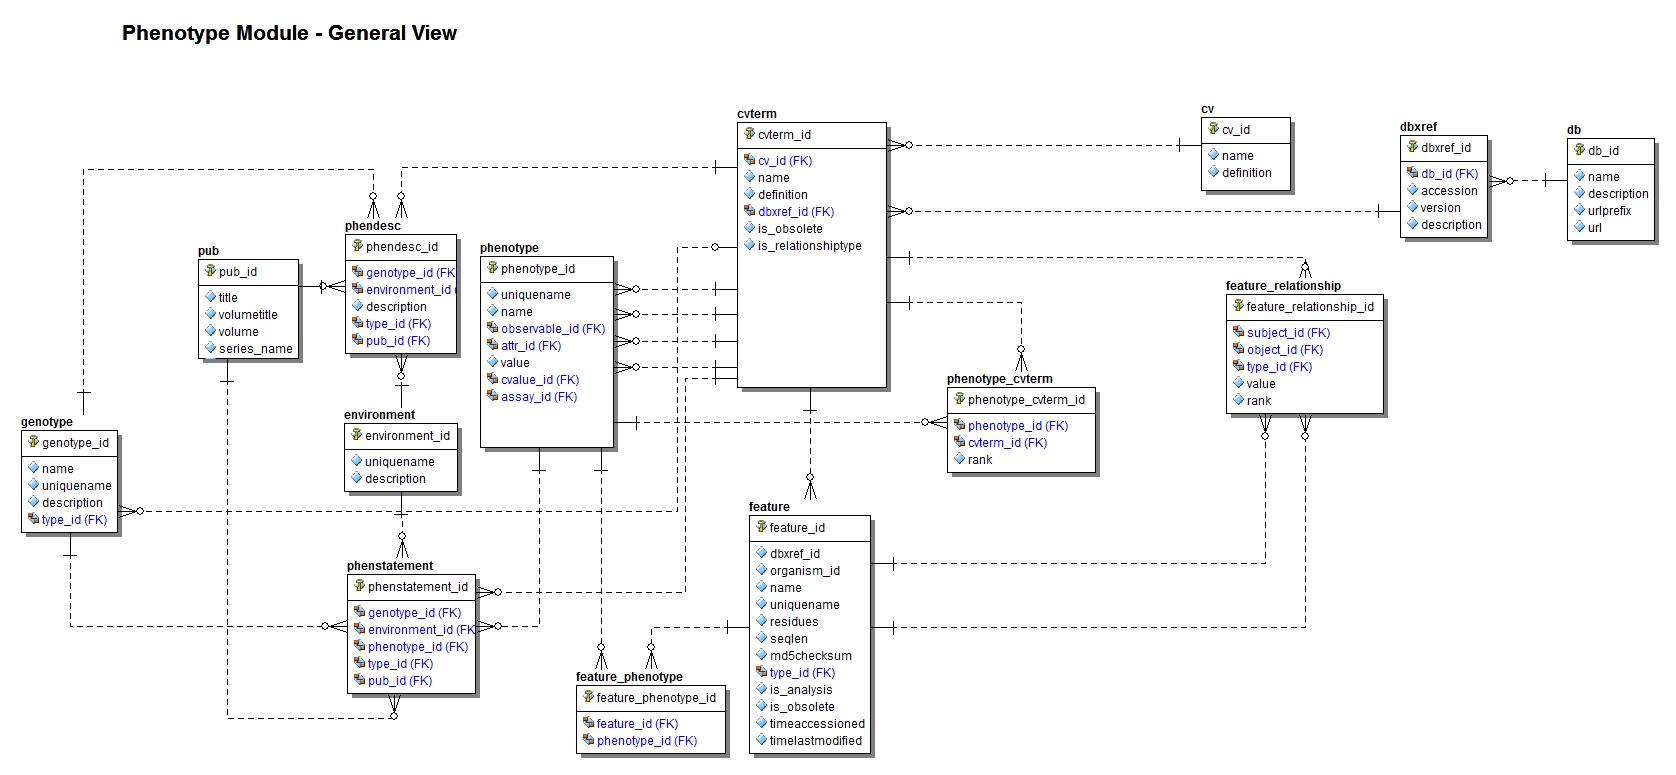 Phenotype Module - General View
cvterm
cvterm_id
cv_id (FK)
name
definition
dbxref_id (FK)
is_obsolete
is_relationshiptype
cv
cv_id
name
definition
dbxref
dbxref_id
db_id (FK)
accession
version
description
db
db_id
name
description
urlprefix
url
phendesc
phendesc_id
genotype_id (FK
environment_id (
description
type_id (FK)
pub_id (FK)
pub
pub_id
title
volumetitle
volume
series_name
phenotype
phenotype_id
uniquename
name
observable_id (FK)
attr_id (FK)
value
cvalue_id (FK)
assay_id (FK)
feature_relationship
feature_relationship_id
subject_id (FK)
object_id (FK)
type_id (FK)
value
rank
phenotype_cvterm
phenotype_cvterm_id
phenotype_id (FK)
cvterm_id (FK)
rank
environment
environment_id
uniquename
description
genotype
genotype_id
name
uniquename
description
type_id (FK)
feature
feature_id
dbxref_id
organism_id
name
uniquename
residues
seqlen
md5checksum
type_id (FK)
is_analysis
is_obsolete
timeaccessioned
timelastmodified
phenstatement
phenstatement_id
genotype_id (FK)
environment_id (FK
phenotype_id (FK)
type_id (FK)
pub_id (FK)
feature_phenotype
feature_phenotype_id
feature_id (FK)
phenotype_id (FK)